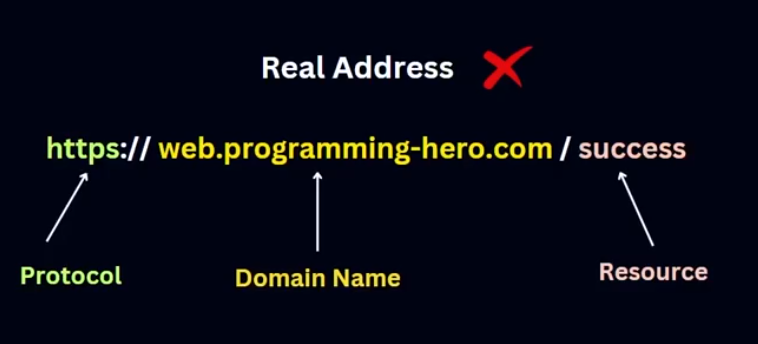 Real Address
https:// web.programming-hero.com / success
Protocol
Domain Name
Resource